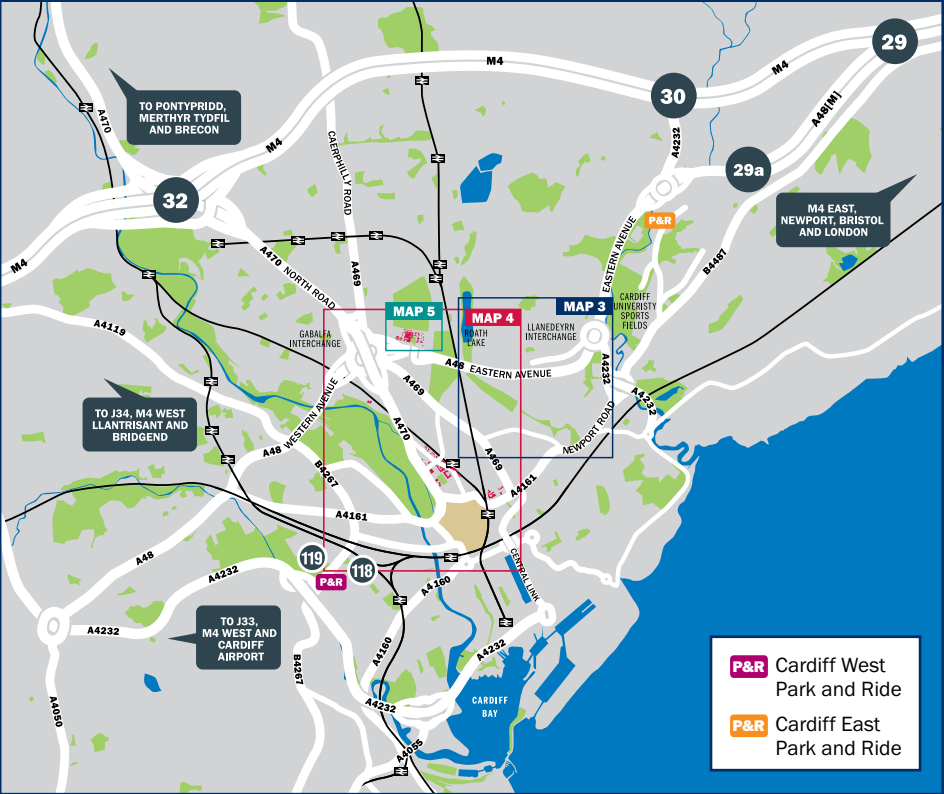 29
M4
M4
30
A48[M]
A470
TO PONTYPRIDD,
MERTHYR TYDFIL
AND BRECON
M4
CAERPHILLY ROAD
A4232
29a
32
M4 EAST,
NEWPORT, BRISTOL
AND LONDON
P&R
EASTERN AVENUE
B4487
M4
A470 NORTH ROAD
A469
MAP 5
MAP 4
MAP 3
CARDIFF
UNIVERISTY
SPORTS
FIELDS
A4119
GABALFA
INTERCHANGE
ROATH
LAKE
LLANEDEYRN
INTERCHANGE
A48 EASTERN AVENUE
A4232
A469
A4232
TO J34, M4 WEST
LLANTRISANT AND
BRIDGEND
A48 WESTERN AVENUE
A470
NEWPORT ROAD
A469
B4267
A4161
A4161
A48
119
118
P&R
A4232
A4160
CENTRAL LINK
TO J33,
M4 WEST AND
CARDIFF
AIRPORT
A4232
A4160
A4232
B4267
A4050
A4232
CARDIFF
BAY
A4055
P&R Cardiff West
Park and Ride
P&R Cardiff East
Park and Ride